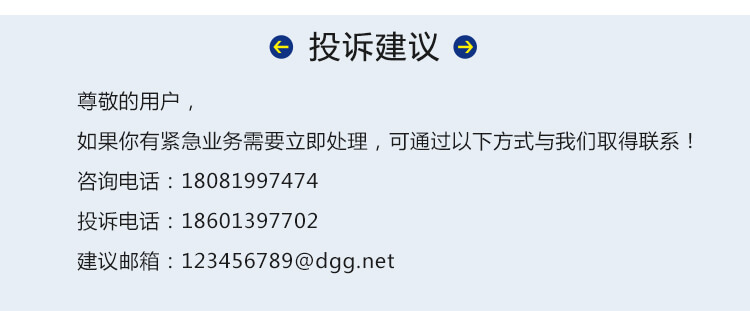 投诉建议
尊敬的用户，
如果你有紧急业务需要立即处理，可通过以下方式与我们取得联系！
咨询电话：18081997474
投诉电话：18601397702
建议邮箱：123456789@dgg.net